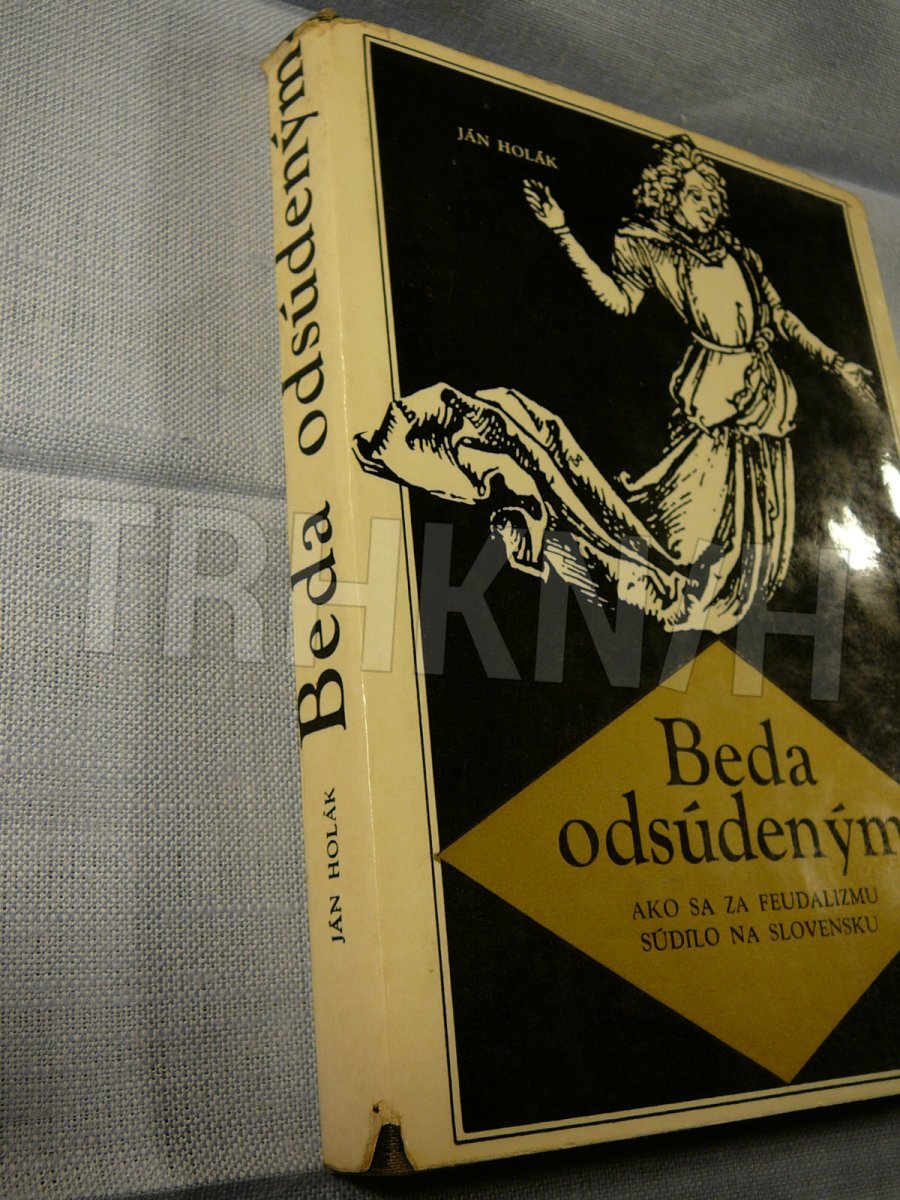 Beda odsúdeným
JÁN HOLÁK
JÁN HOLÁK
Beda
odsúdeným
AKO SA ZA FEUDALIZMU
SÚDILO NA SLOVENSKU
TRHKNIH